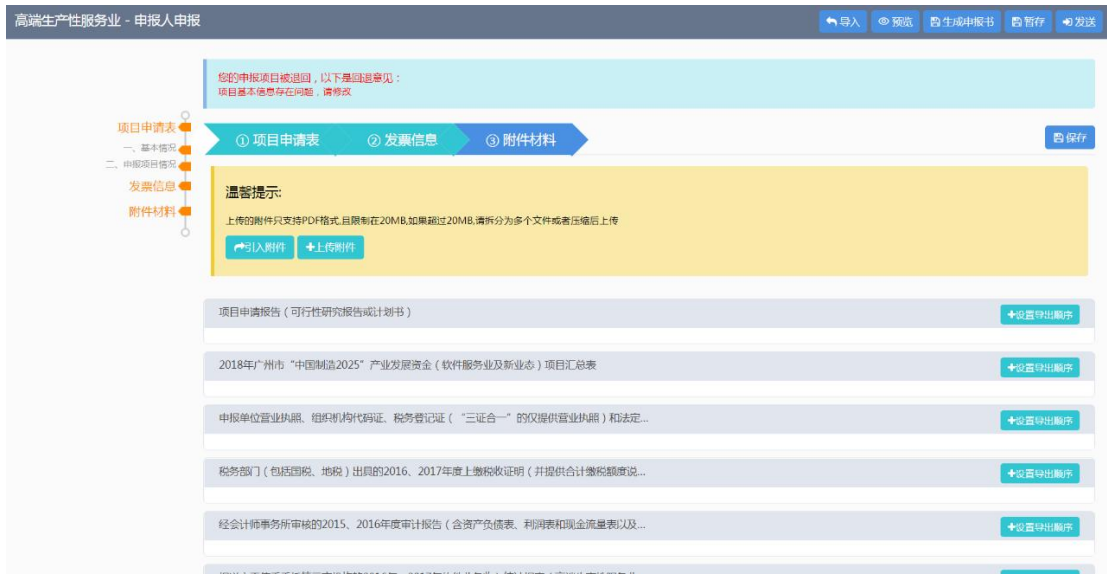 高端生产性服务业 - 申报人申报
导入
预览
生成申报书
暂存
发送
您的申报项目被退回，以下是回退意见：
项目基本信息存在问题，请修改
项目申请表
一、基本情况
二、申报项目情况
发票信息
附件材料
① 项目申请表
② 发票信息
③ 附件材料
保存
温馨提示:
上传的附件只支持PDF格式,且限制在20MB,如果超过20MB,请拆分为多个文件或者压缩后上传
引入附件
+上传附件
项目申请报告（可行性研究报告或计划书）
+设置导出顺序
2018年广州市“中国制造2025”产业发展资金（软件服务业及新业态）项目汇总表
+设置导出顺序
申报单位营业执照、组织机构代码证、税务登记证（“三证合一”的仅提供营业执照）和法定...
+设置导出顺序
税务部门（包括国税、地税）出具的2016、2017年度上缴税收证明（并提供合计缴税额度说...
+设置导出顺序
经会计师事务所审核的2015、2016年度审计报告（含资产负债表、利润表和现金流量表以及...
+设置导出顺序